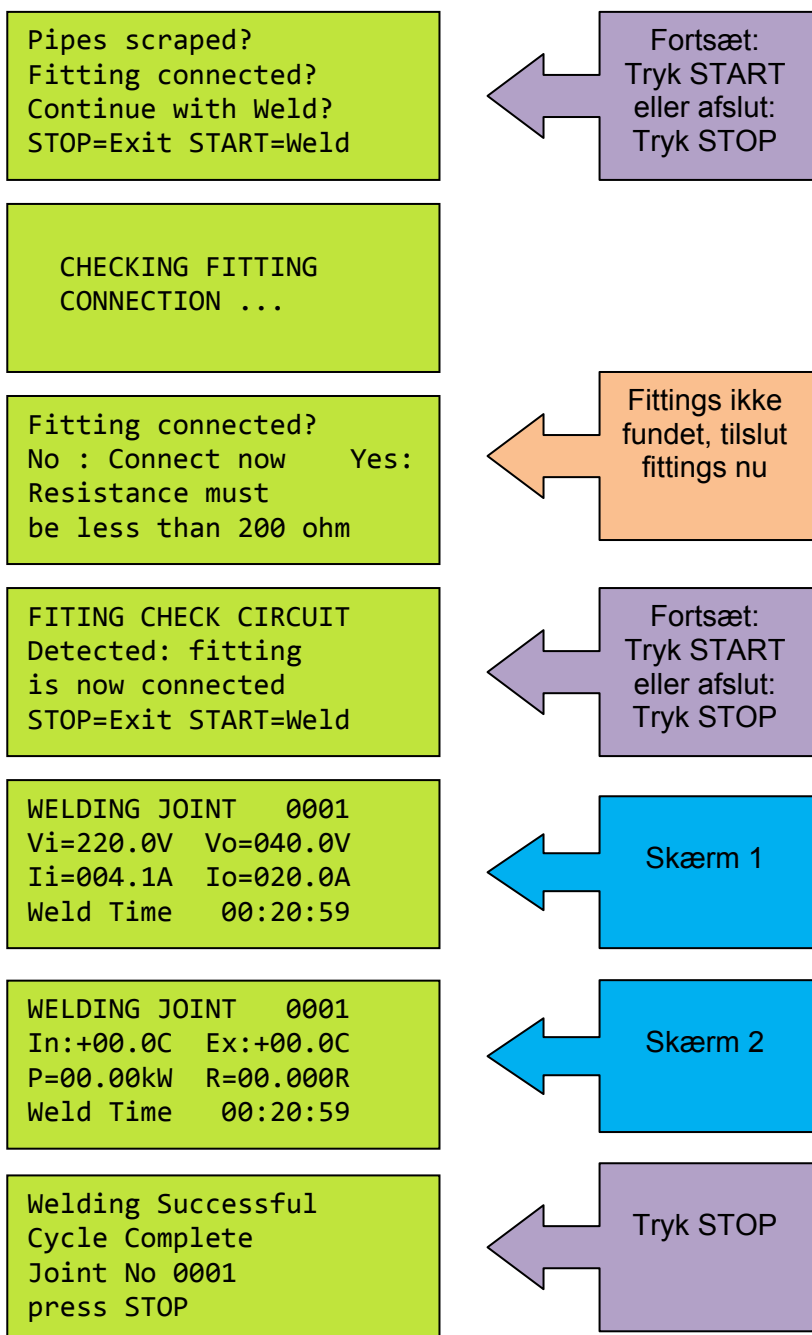 Pipes scraped?
Fitting connected?
Continue with Weld?
STOP=Exit START=Weld
Fortsæt:
Tryk START
eller afslut:
Tryk STOP
CHECKING FITTING
CONNECTION ...
Fitting connected?
No : Connect now Yes:
Resistance must
be less than 200 ohm
Fittings ikke
fundet, tilslut
fittings nu
FITING CHECK CIRCUIT
Detected: fitting
is now connected
STOP=Exit START=Weld
Fortsæt:
Tryk START
eller afslut:
Tryk STOP
WELDING JOINT 0001
Vi=220.0V Vo=040.0V
Ii=004.1A Io=020.0A
Weld Time 00:20:59
Skærm 1
WELDING JOINT 0001
In:+00.0C Ex:+00.0C
P=00.00kW R=00.000R
Weld Time 00:20:59
Skærm 2
Welding Successful
Cycle Complete
Joint No 0001
press STOP
Tryk STOP